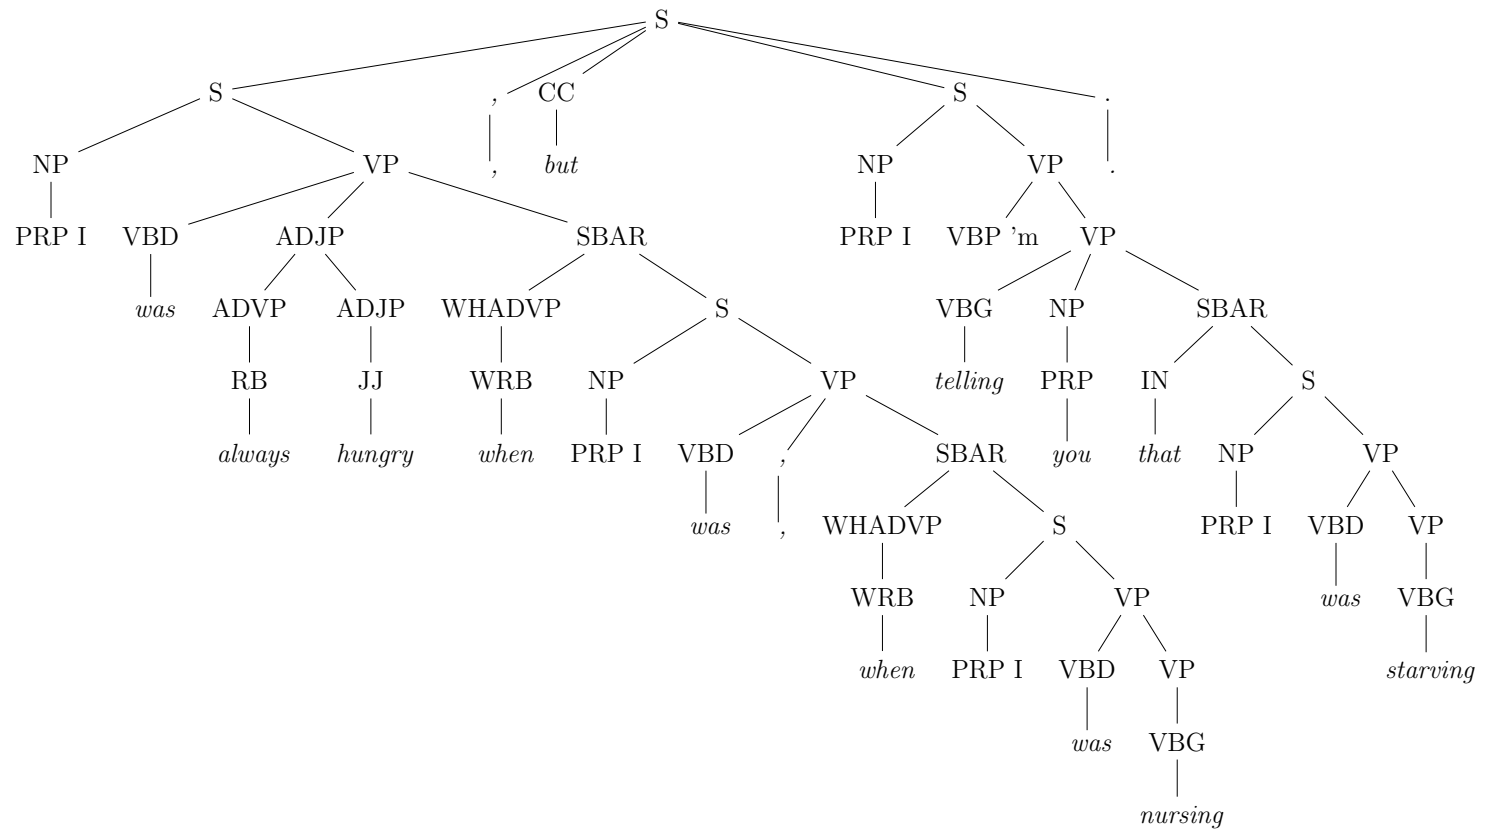 S
S , CC S .
NP VP , but NP VP .
PRP I VBD ADJP SBAR PRP I VBP 'm VP
was ADVP ADJP WHADVP S VBG NP SBAR
RB JJ WRB NP VP telling PRP IN S
always hungry when PRP I VBD , SBAR you that NP VP
was , WHADVP S PRP I VBD VP
WRB NP VP was VBG
when PRP I VBD VP starving
was VBG
nursing